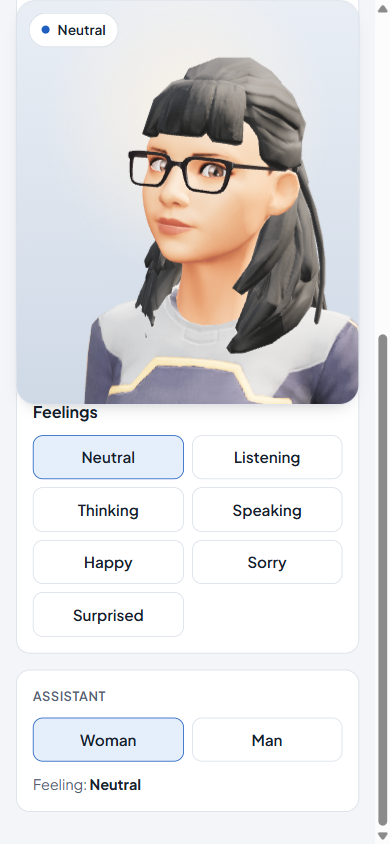 Neutral
Feelings
Neutral
Listening
Thinking
Speaking
Happy
Sorry
Surprised
ASSISTANT
Woman
Man
Feeling: Neutral